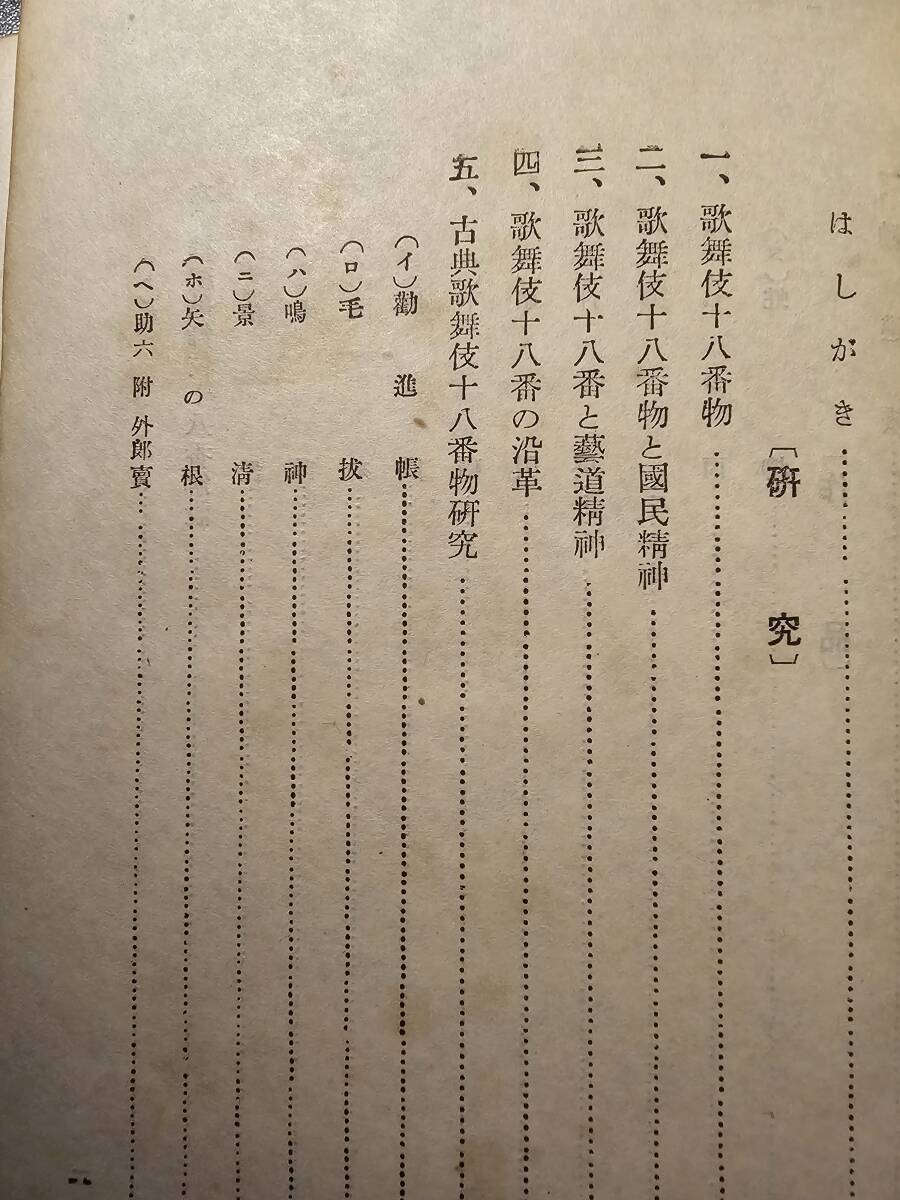 はしがき……………
〔研究〕
一、歌舞伎十八番物……………
二、歌舞伎十八番物と國民精神……………
三、歌舞伎十八番と藝道精神……………
四、歌舞伎十八番の沿革……………
五、古典歌舞伎十八番物硏究……………
（イ）勸進帳……………
（ロ）毛拔……………
（ハ）鳴神……………
（ニ）景淸……………
（ホ）矢の根……………
（ヘ）助六 附 外郎賣……………